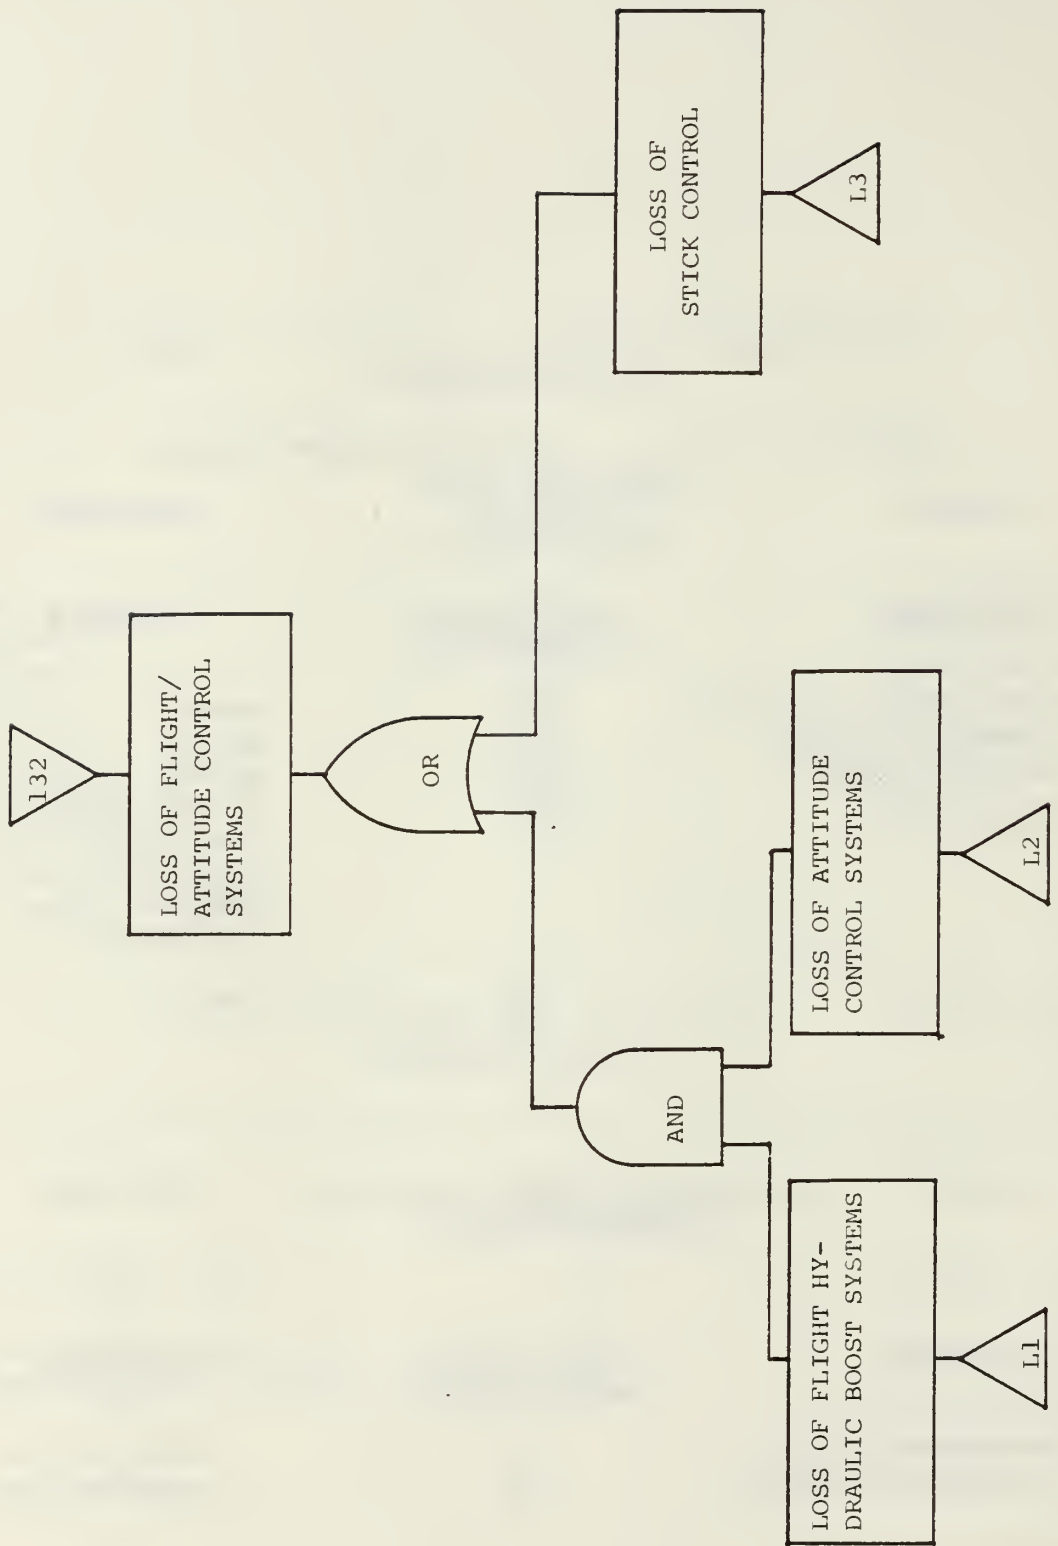 132
LOSS OF FLIGHT/
ATTITUDE CONTROL
SYSTEMS
OR
AND
LOSS OF
STICK CONTROL
L3
LOSS OF FLIGHT HY-
DRAULIC BOOST SYSTEMS
L1
LOSS OF ATTITUDE
CONTROL SYSTEMS
L2